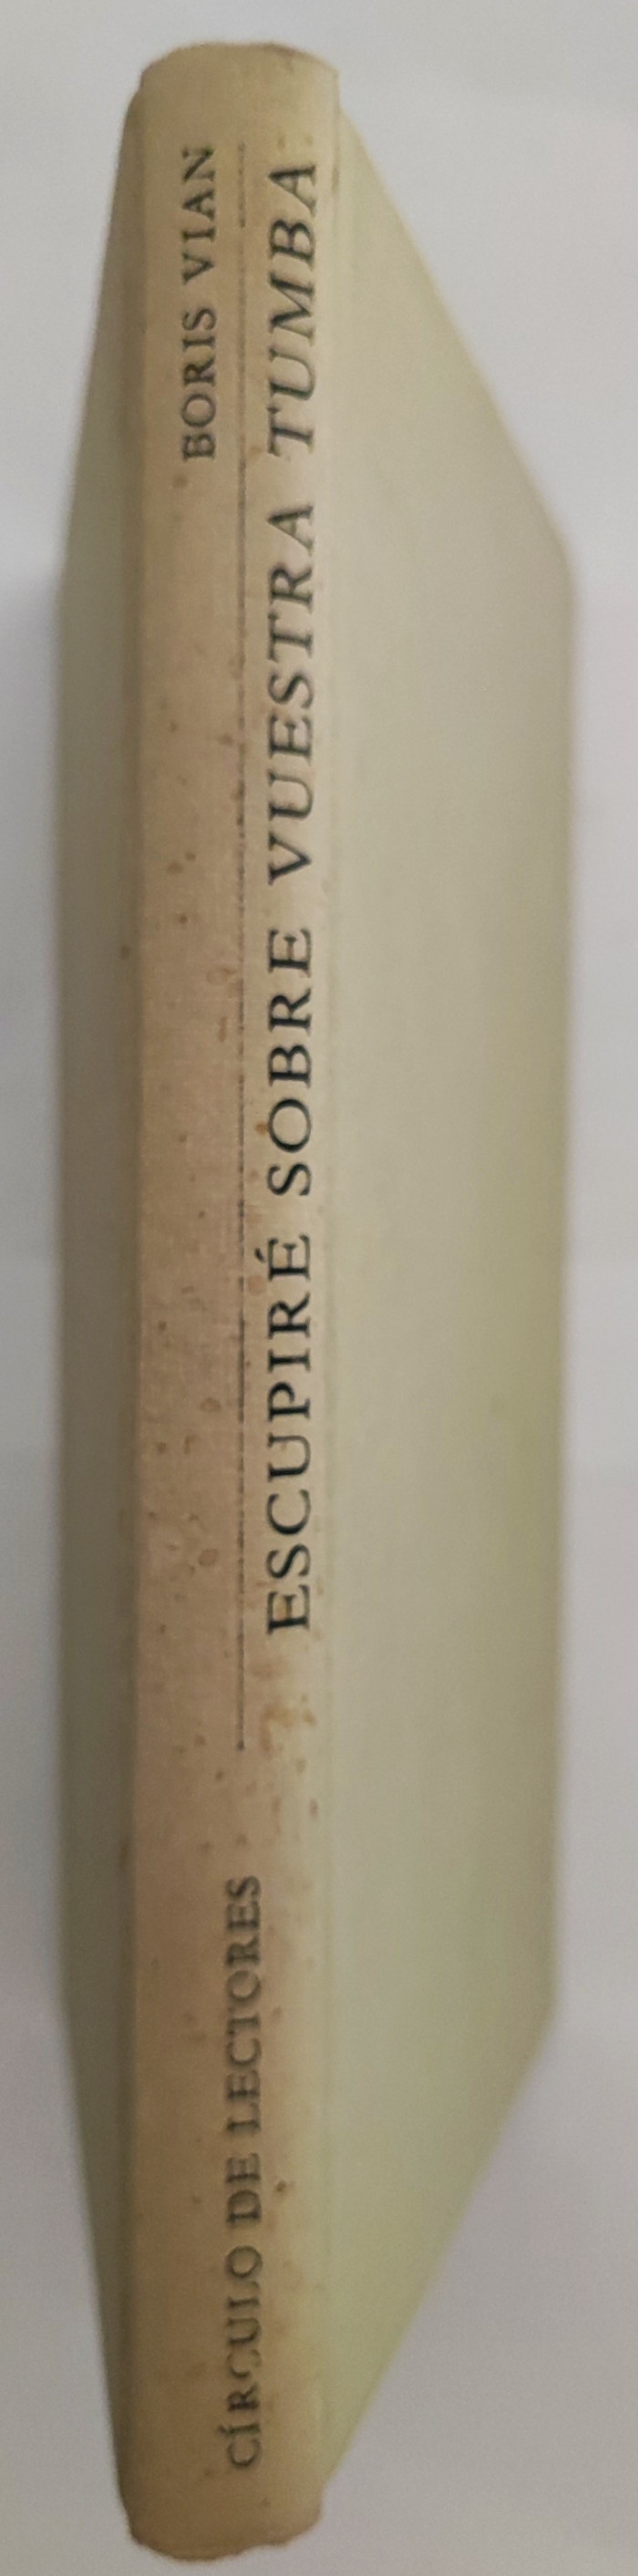 BORIS VIAN
ESCUPIRÉ SOBRE VUESTRA TUMBA
CÍRCULO DE LECTORES